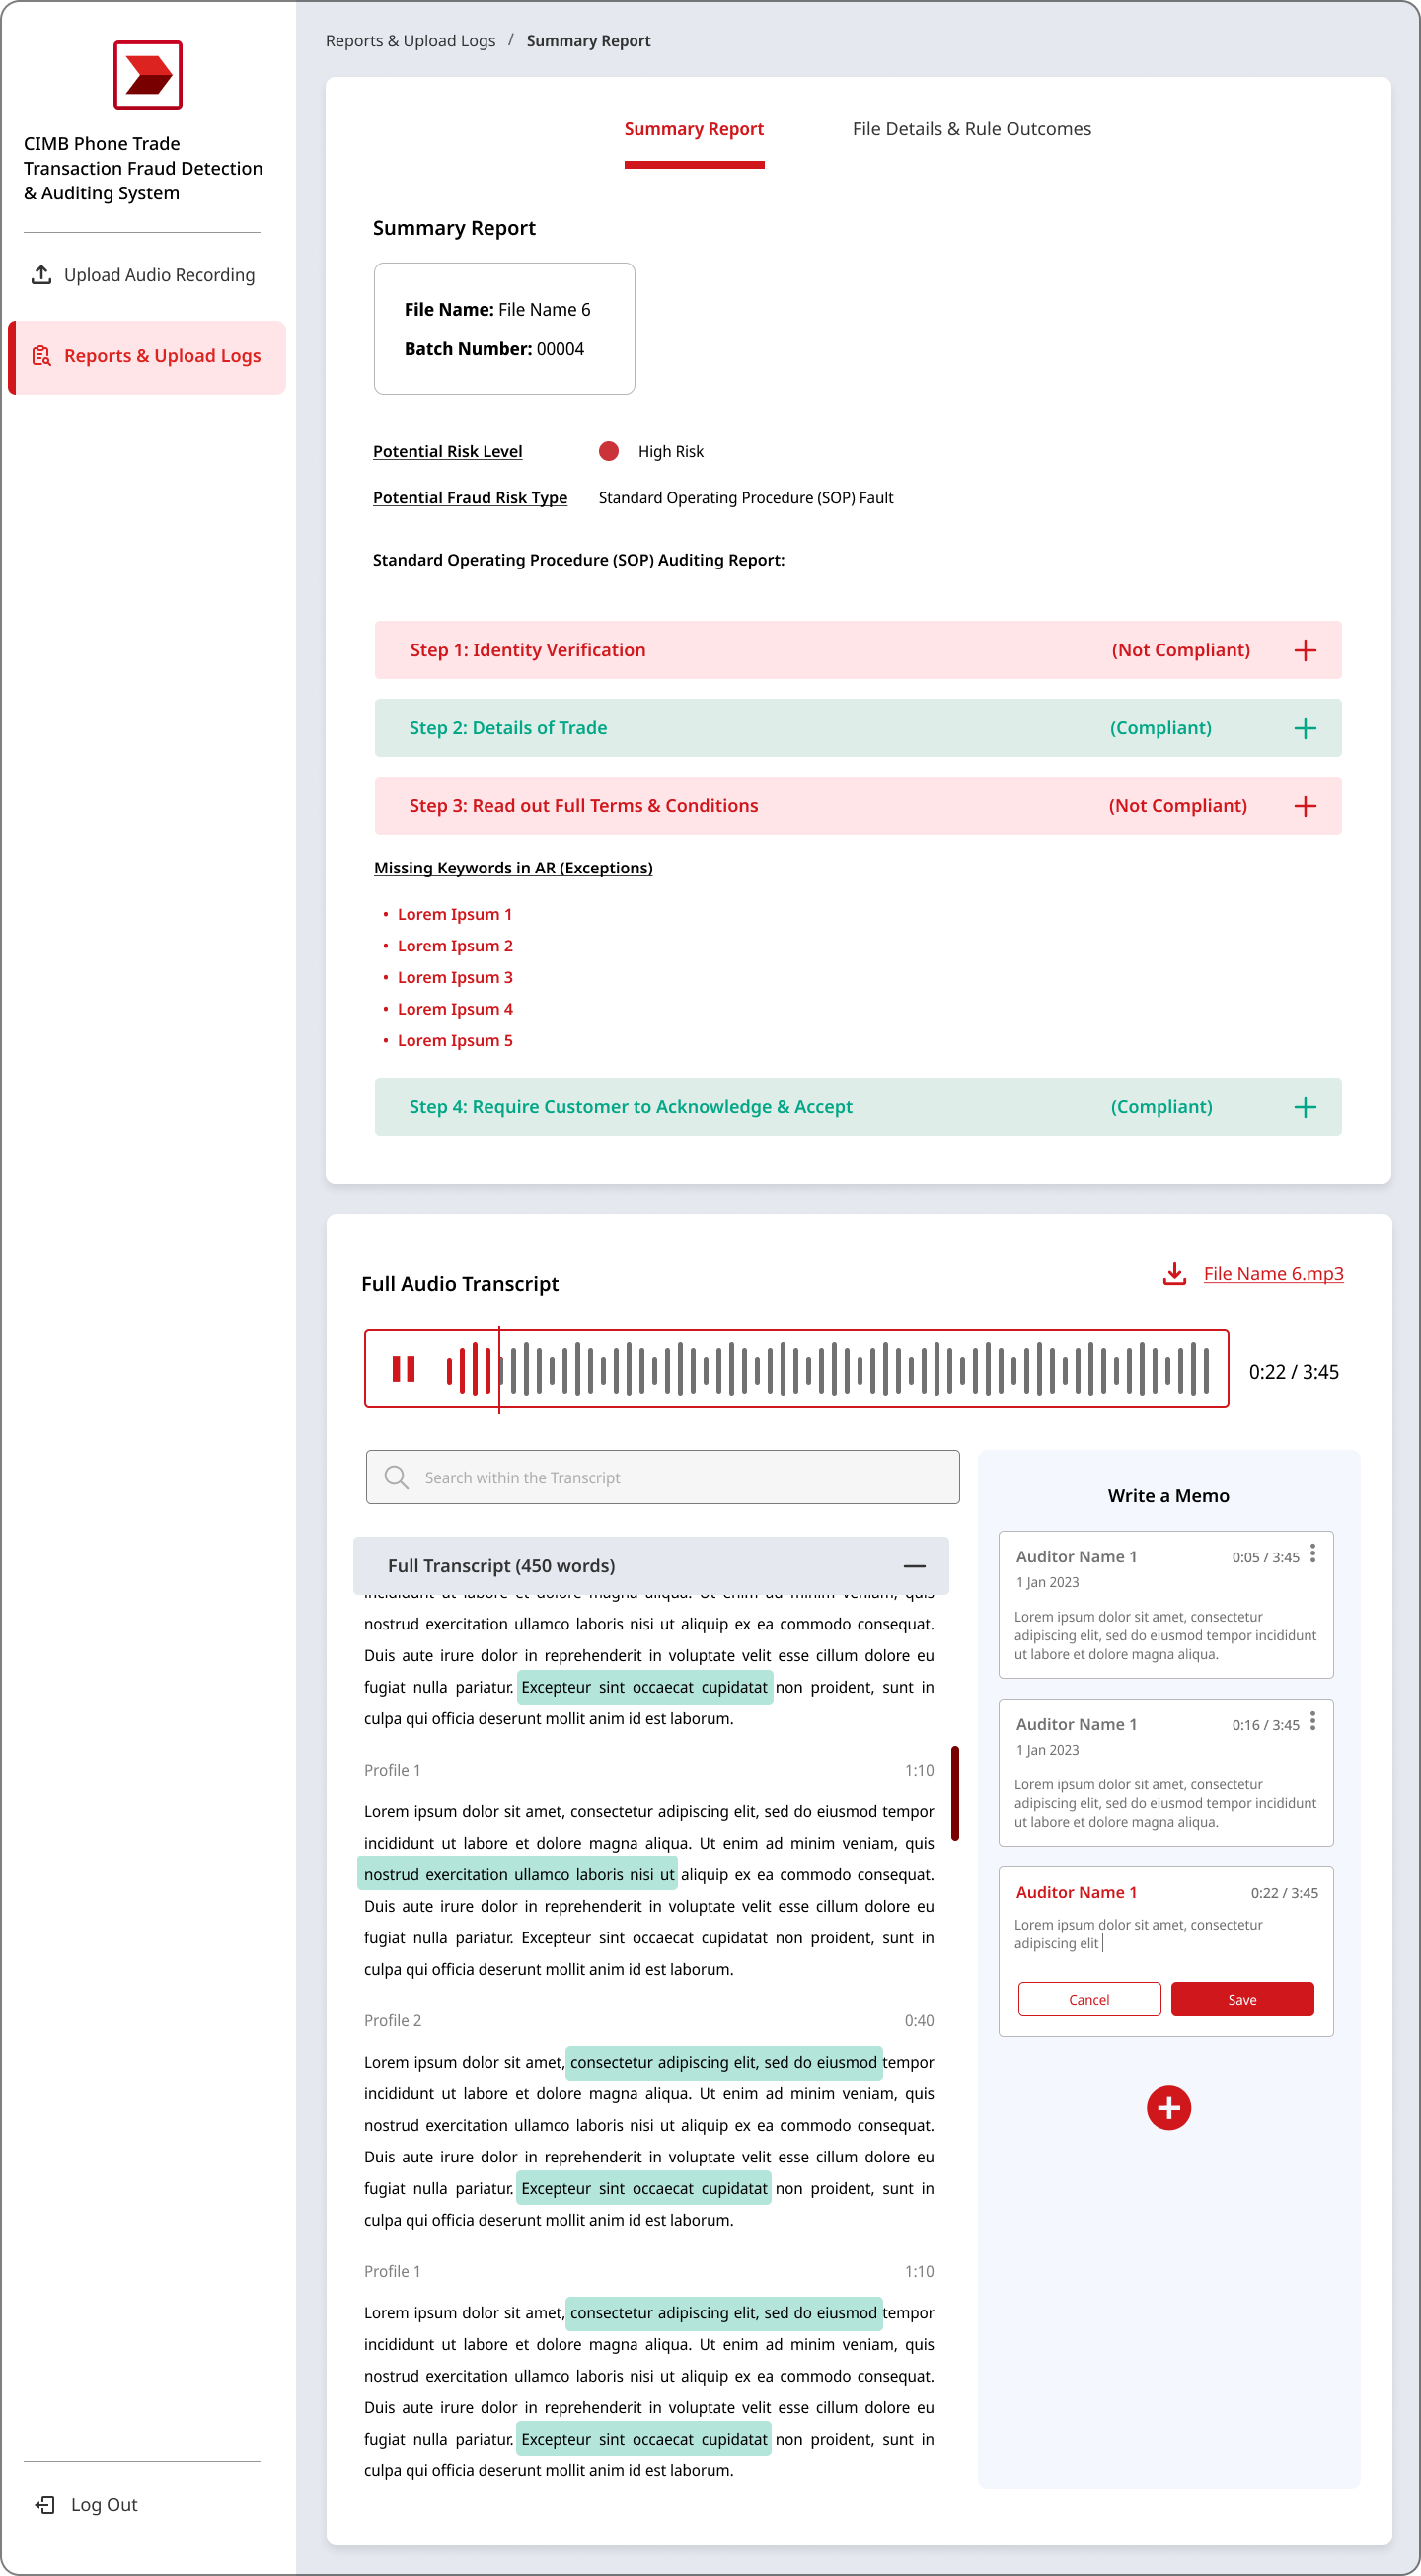 CIMB Phone Trade
Transaction Fraud Detection
& Auditing System
Upload Audio Recording
Reports & Upload Logs
Log Out
Reports & Upload Logs / Summary Report
Summary Report
File Details & Rule Outcomes
Summary Report
File Name: File Name 6
Batch Number: 00004
Potential Risk Level
High Risk
Potential Fraud Risk Type
Standard Operating Procedure (SOP) Fault
Standard Operating Procedure (SOP) Auditing Report:
Step 1: Identity Verification (Not Compliant)
Step 2: Details of Trade (Compliant)
Step 3: Read out Full Terms & Conditions (Not Compliant)
Missing Keywords in AR (Exceptions)
• Lorem Ipsum 1
• Lorem Ipsum 2
• Lorem Ipsum 3
• Lorem Ipsum 4
• Lorem Ipsum 5
Step 4: Require Customer to Acknowledge & Accept (Compliant)
Full Audio Transcript
File Name 6.mp3
0:22 / 3:45
Search within the Transcript
Full Transcript (450 words)
incididunt ut labore et dolore magna aliqua. Ut enim ad minim veniam, quis
nostrud exercitation ullamco laboris nisi ut aliquip ex ea commodo consequat.
Duis aute irure dolor in reprehenderit in voluptate velit esse cillum dolore eu
fugiat nulla pariatur. Excepteur sint occaecat cupidatat non proident, sunt in
culpa qui officia deserunt mollit anim id est laborum.
Profile 1 1:10
Lorem ipsum dolor sit amet, consectetur adipiscing elit, sed do eiusmod tempor
incididunt ut labore et dolore magna aliqua. Ut enim ad minim veniam, quis
nostrud exercitation ullamco laboris nisi ut aliquip ex ea commodo consequat.
Duis aute irure dolor in reprehenderit in voluptate velit esse cillum dolore eu
fugiat nulla pariatur. Excepteur sint occaecat cupidatat non proident, sunt in
culpa qui officia deserunt mollit anim id est laborum.
Profile 2 0:40
Lorem ipsum dolor sit amet, consectetur adipiscing elit, sed do eiusmod tempor
incididunt ut labore et dolore magna aliqua. Ut enim ad minim veniam, quis
nostrud exercitation ullamco laboris nisi ut aliquip ex ea commodo consequat.
Duis aute irure dolor in reprehenderit in voluptate velit esse cillum dolore eu
fugiat nulla pariatur. Excepteur sint occaecat cupidatat non proident, sunt in
culpa qui officia deserunt mollit anim id est laborum.
Profile 1 1:10
Lorem ipsum dolor sit amet, consectetur adipiscing elit, sed do eiusmod tempor
incididunt ut labore et dolore magna aliqua. Ut enim ad minim veniam, quis
nostrud exercitation ullamco laboris nisi ut aliquip ex ea commodo consequat.
Duis aute irure dolor in reprehenderit in voluptate velit esse cillum dolore eu
fugiat nulla pariatur. Excepteur sint occaecat cupidatat non proident, sunt in
culpa qui officia deserunt mollit anim id est laborum.
Write a Memo
Auditor Name 1 0:05 / 3:45
1 Jan 2023
Lorem ipsum dolor sit amet, consectetur
adipiscing elit, sed do eiusmod tempor incididunt
ut labore et dolore magna aliqua.
Auditor Name 1 0:16 / 3:45
1 Jan 2023
Lorem ipsum dolor sit amet, consectetur
adipiscing elit, sed do eiusmod tempor incididunt
ut labore et dolore magna aliqua.
Auditor Name 1 0:22 / 3:45
Lorem ipsum dolor sit amet, consectetur
adipiscing elit
Cancel
Save